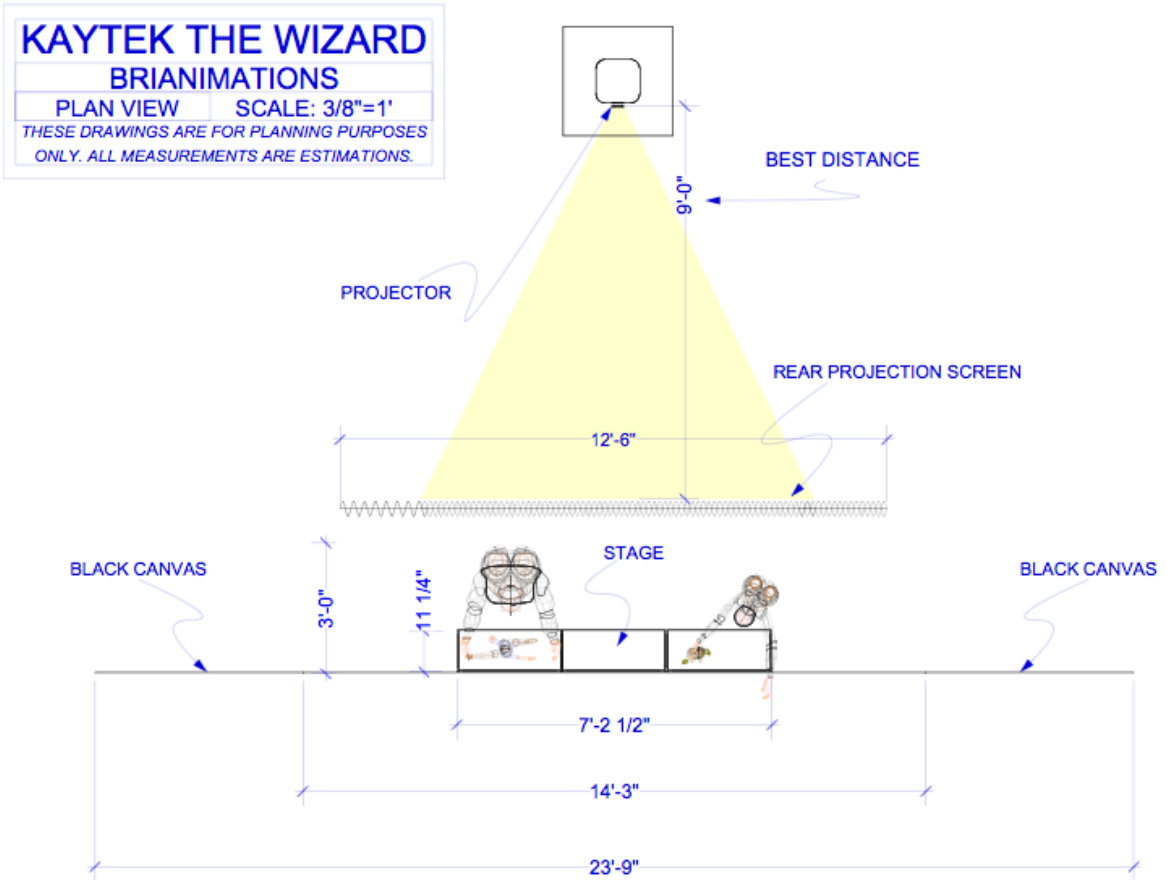 KAYTEK THE WIZARD
BRIANIMATIONS
PLAN VIEW SCALE: 3/8"=1'
THESE DRAWINGS ARE FOR PLANNING PURPOSES
ONLY. ALL MEASUREMENTS ARE ESTIMATIONS.
BEST DISTANCE
9'-0"
PROJECTOR
REAR PROJECTION SCREEN
12'-6"
STAGE
BLACK CANVAS
BLACK CANVAS
3'-0"
11 1/4"
7'-2 1/2"
14'-3"
23'-9"